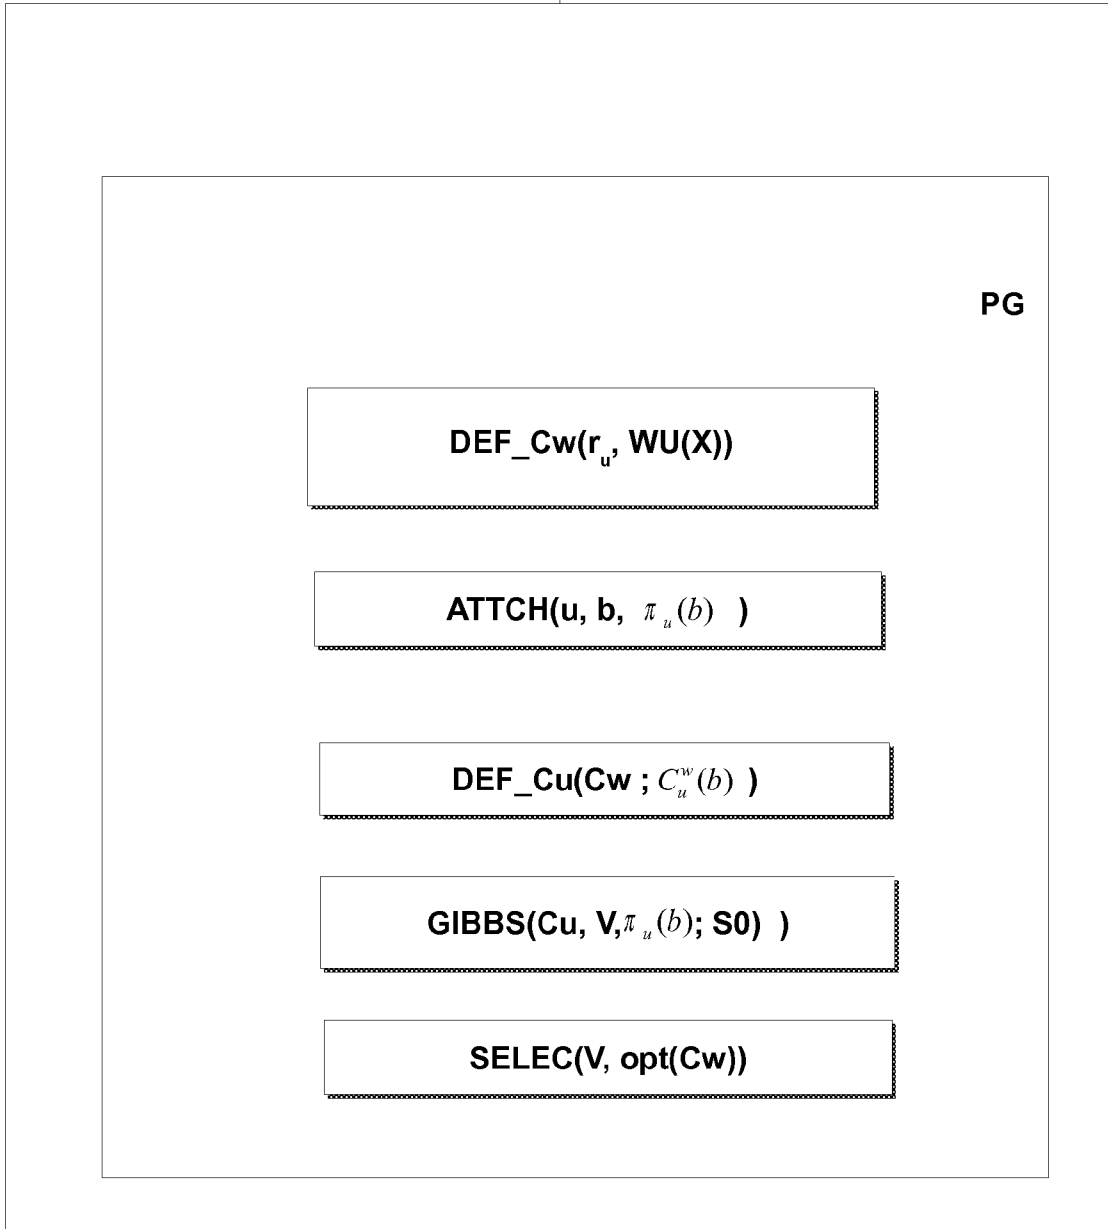 PG
DEF_Cw(r_u, WU(X))
ATTCH(u, b, π_u(b) )
DEF_Cu(Cw ; C_u^w(b) )
GIBBS(Cu, V,π_u(b); S0) )
SELEC(V, opt(Cw))